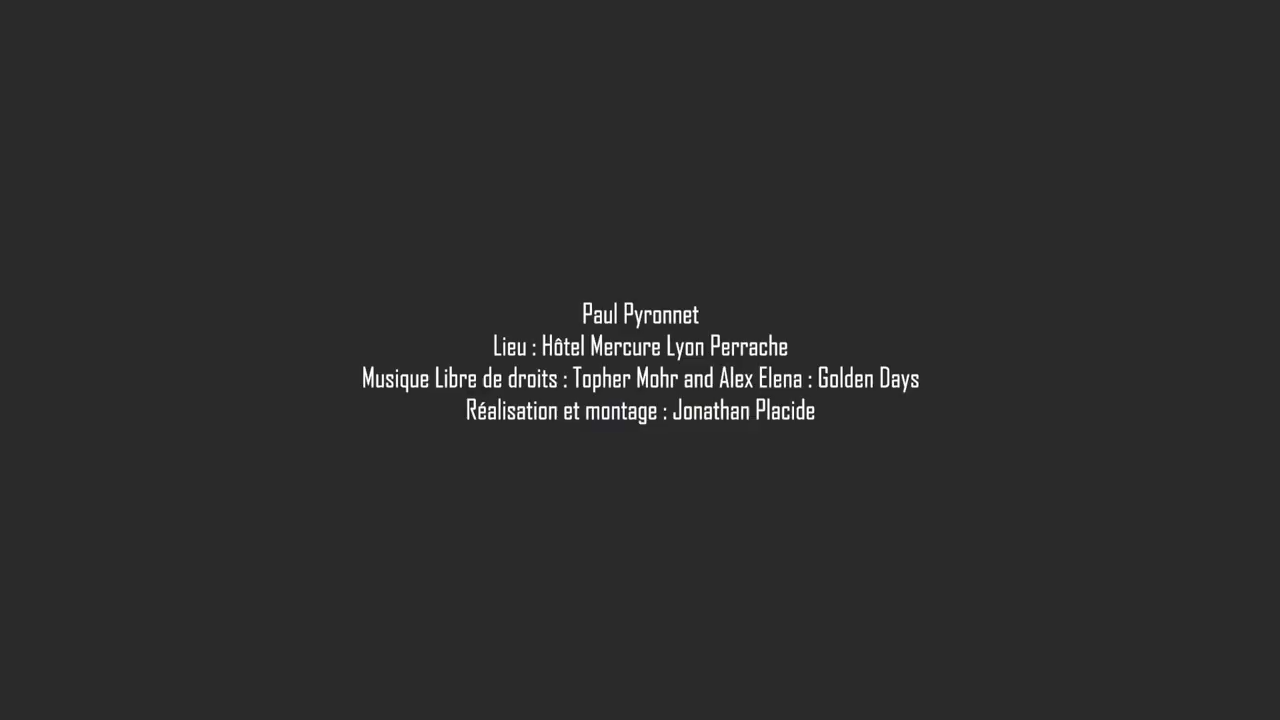 Paul Pyronnet
Lieu : Hôtel Mercure Lyon Perrache
Musique Libre de droits : Topher Mohr and Alex Elena : Golden Days
Réalisation et montage : Jonathan Placide